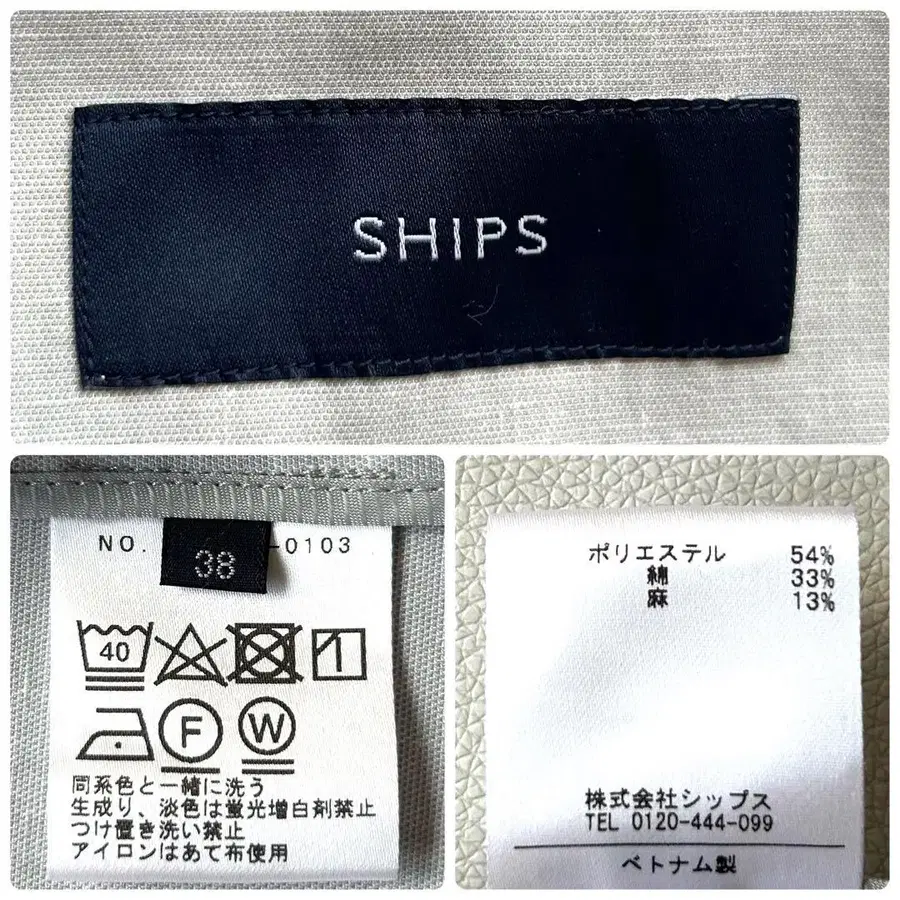 SHIPS
NO. -0103
38
40
F W
同系色と一緒に洗う
生成り、淡色は蛍光増白剤禁止
つけ置き洗い禁止
アイロンはあて布使用
ポリエステル 54%
綿 33%
麻 13%
株式会社シップス
TEL 0120-444-099
ベトナム製